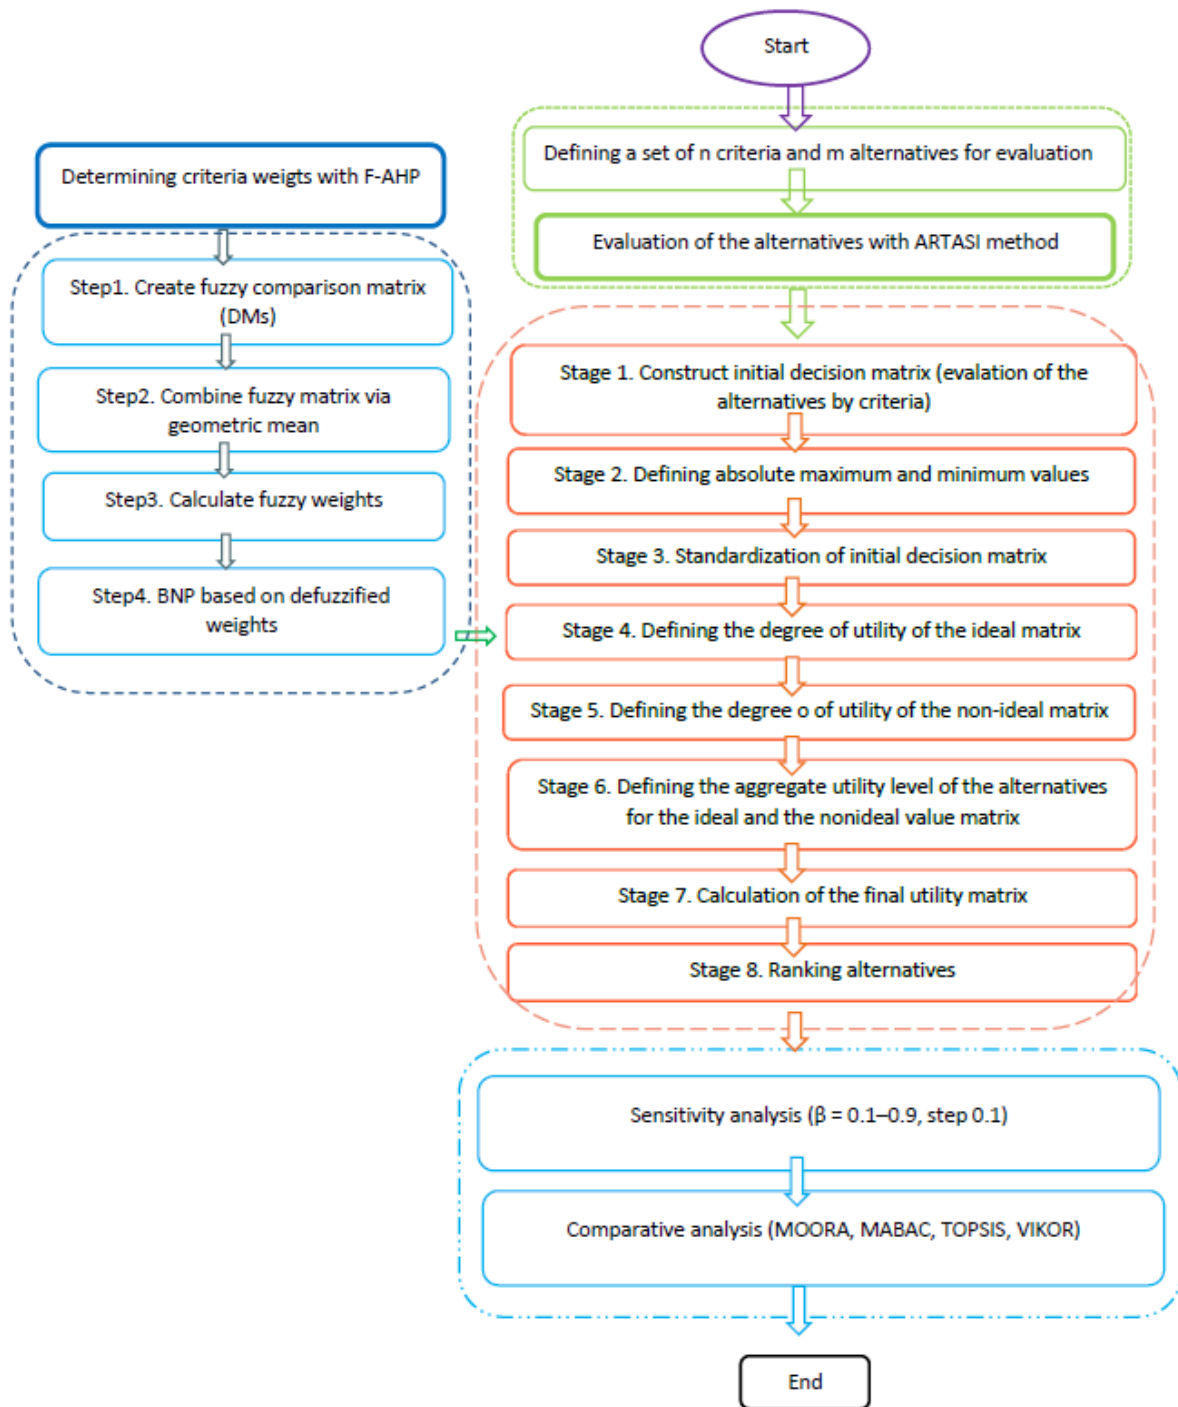 Start
Defining a set of n criteria and m alternatives for evaluation
Evaluation of the alternatives with ARTASI method
Determining criteria weigts with F-AHP
Step1. Create fuzzy comparison matrix
(DMs)
Step2. Combine fuzzy matrix via
geometric mean
Step3. Calculate fuzzy weights
Step4. BNP based on defuzzified
weights
Stage 1. Construct initial decision matrix (evalation of the
alternatives by criteria)
Stage 2. Defining absolute maximum and minimum values
Stage 3. Standardization of initial decision matrix
Stage 4. Defining the degree of utility of the ideal matrix
Stage 5. Defining the degree o of utility of the non-ideal matrix
Stage 6. Defining the aggregate utility level of the alternatives
for the ideal and the nonideal value matrix
Stage 7. Calculation of the final utility matrix
Stage 8. Ranking alternatives
Sensitivity analysis (β = 0.1–0.9, step 0.1)
Comparative analysis (MOORA, MABAC, TOPSIS, VIKOR)
End